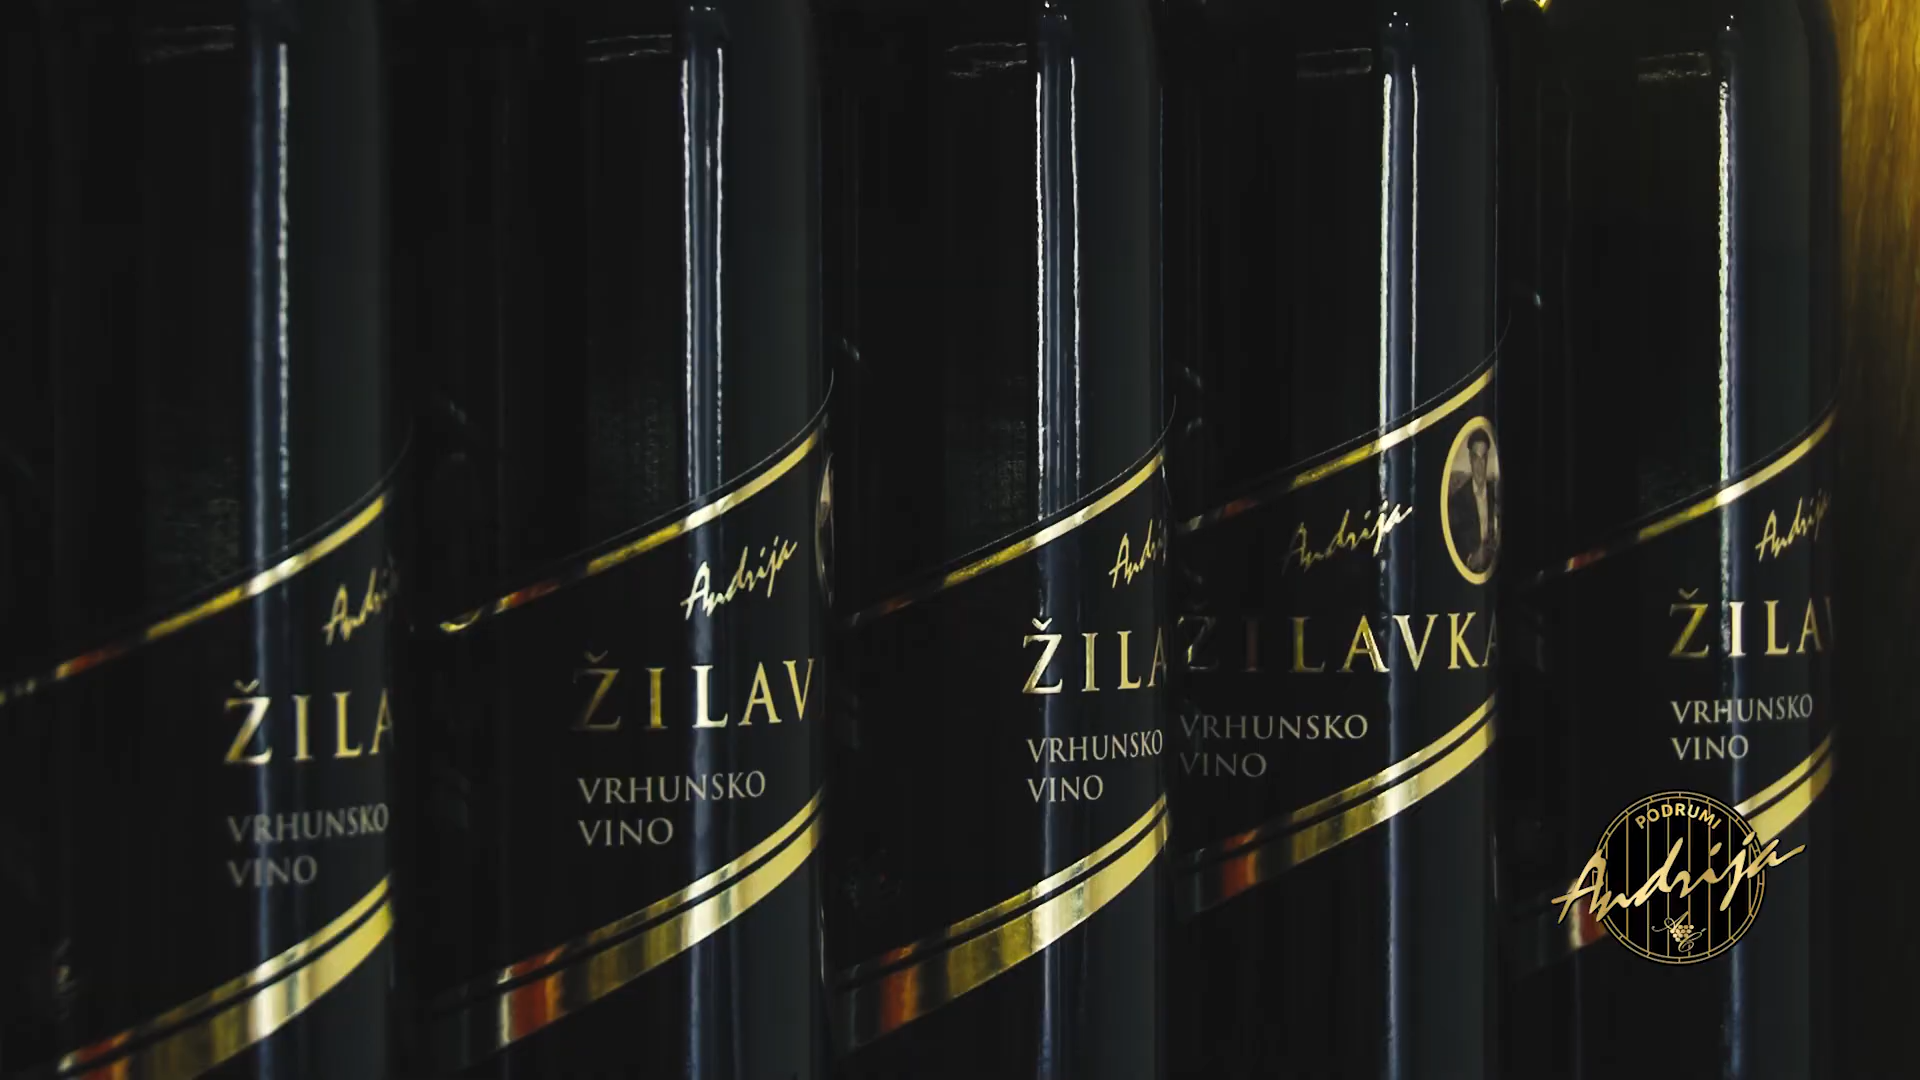 Andrija
ŽILA
VRHUNSKO
VINO
Andrija
ŽILAV
VRHUNSKO
VINO
Andrija
ŽILA
VRHUNSKO
VINO
Andrija
ŽILAVKA
VRHUNSKO
VINO
Andrija
ŽILAV
VRHUNSKO
VINO
PODRUMI
Andrija